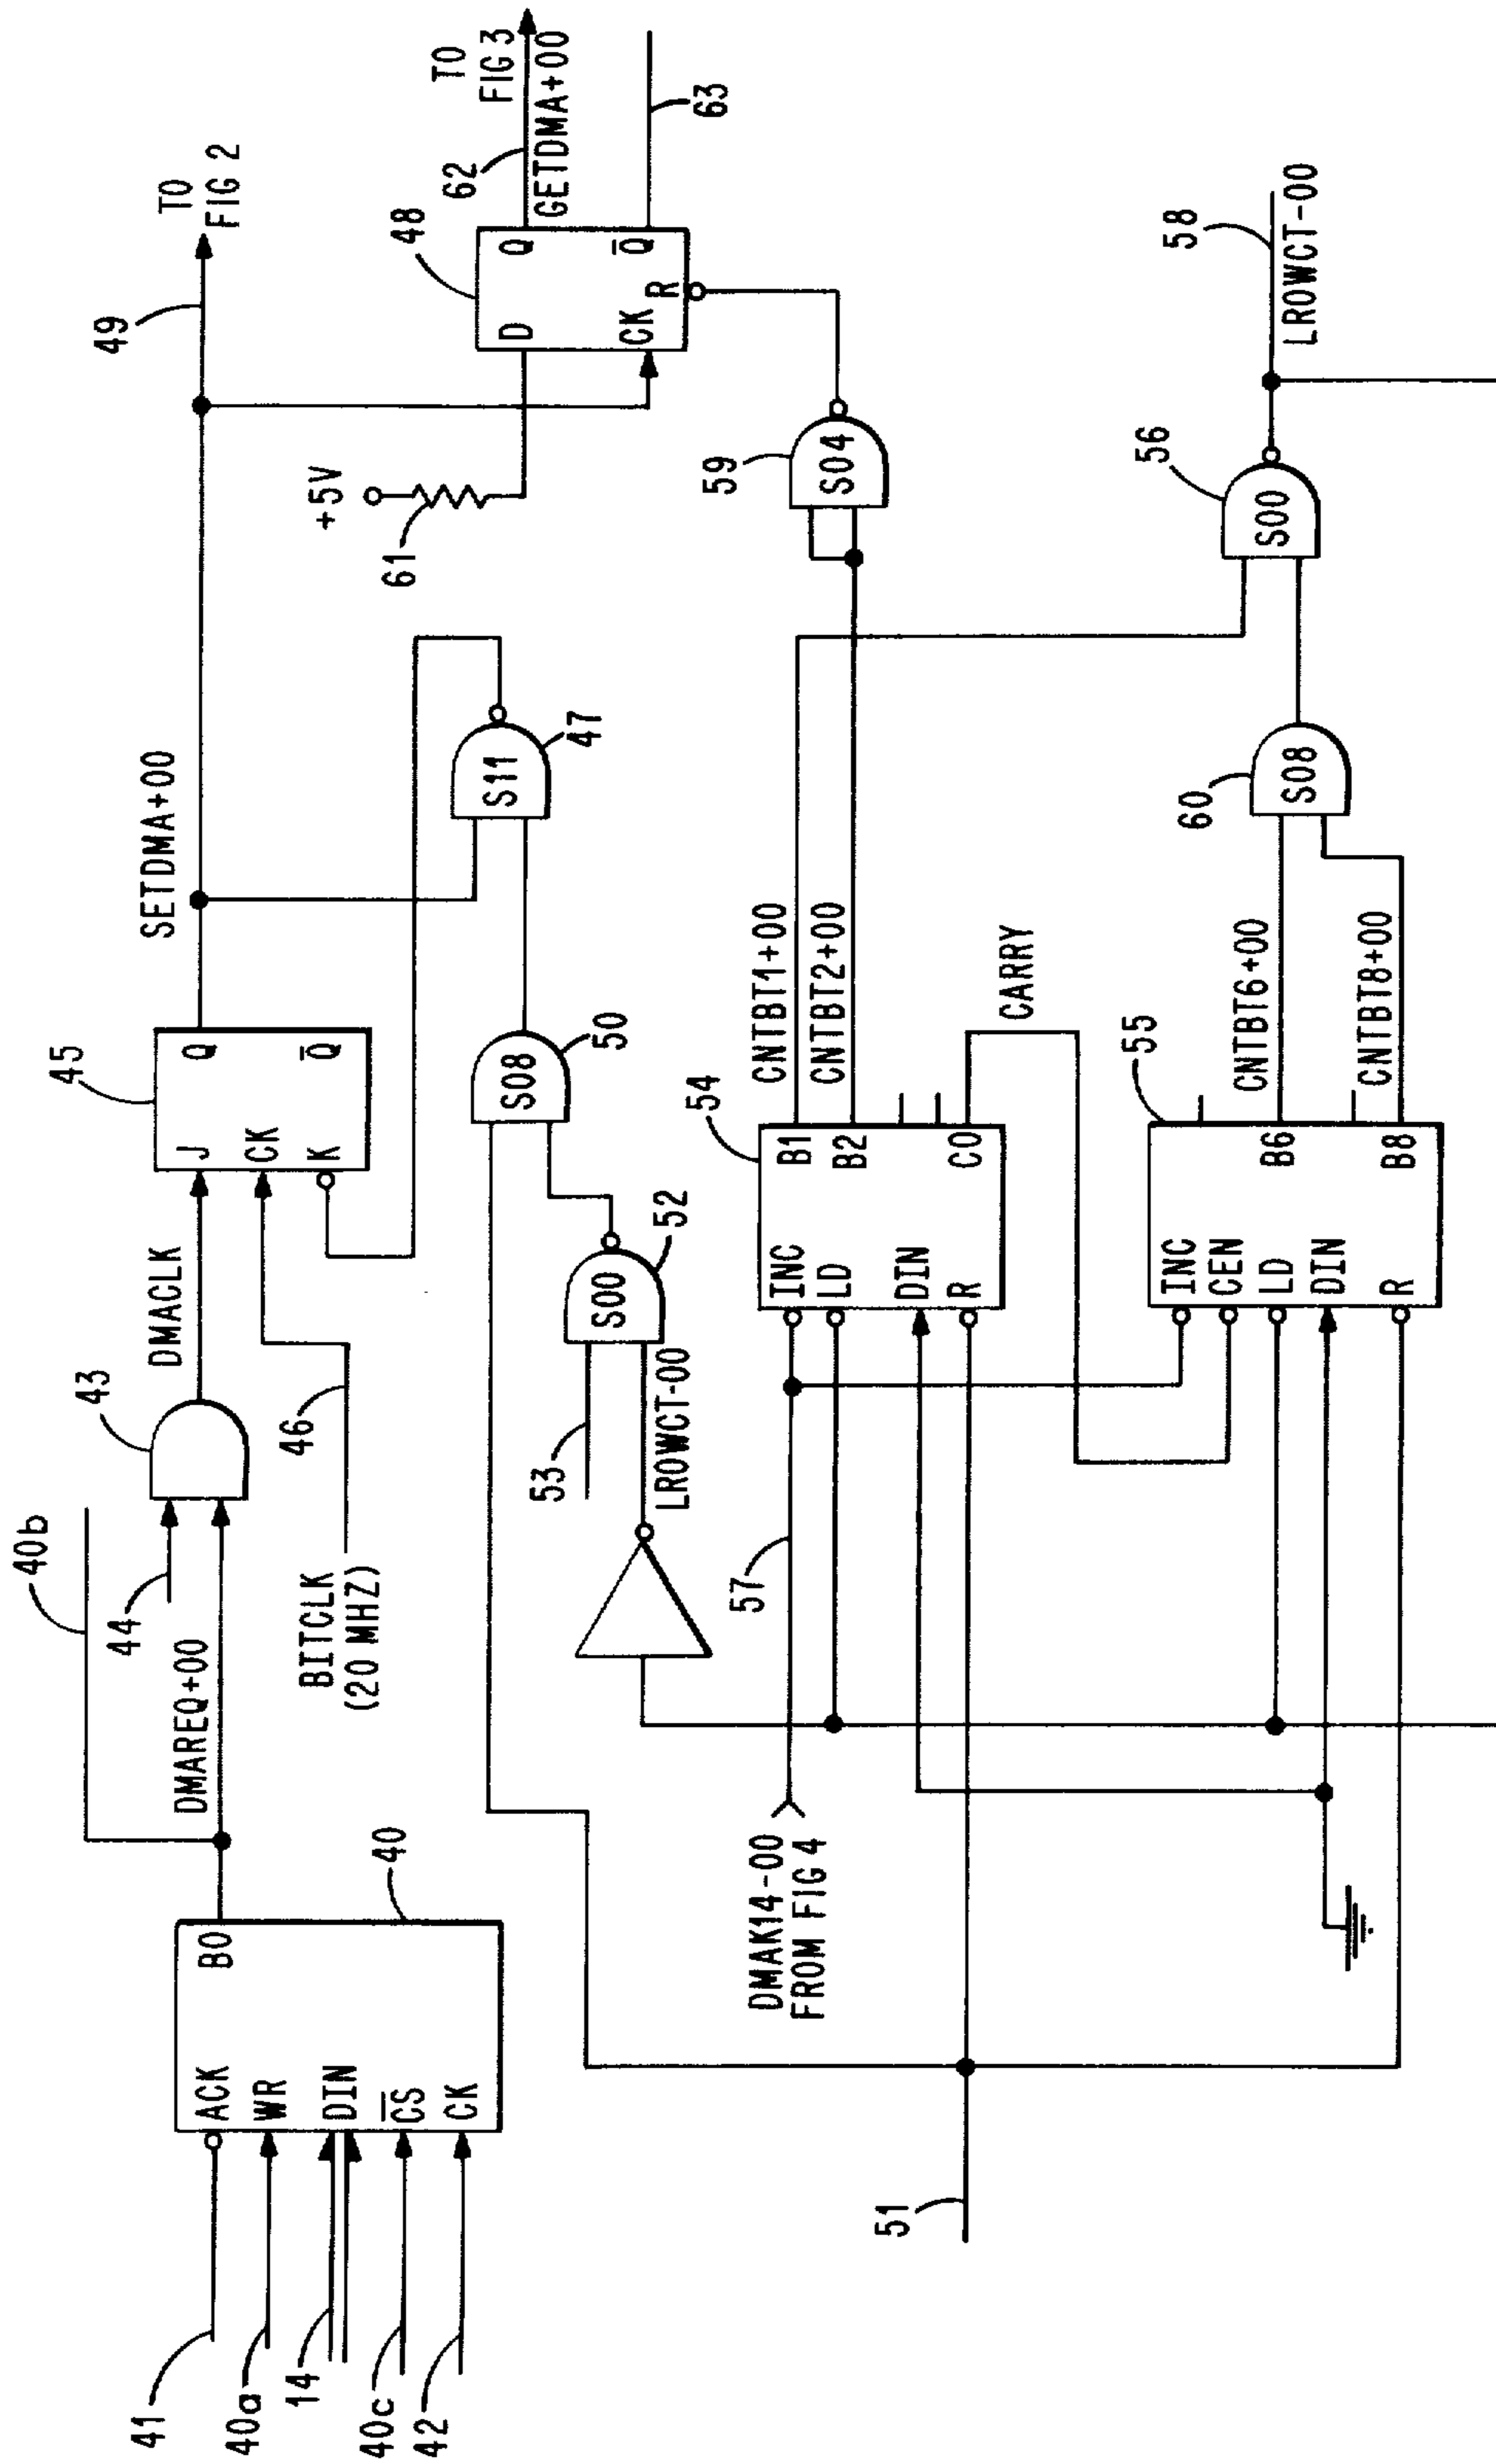 41
40a
14
40c
42
ACK
WR
DIN
CS
CK
B0
40
40b
DMAREQ+00
44
43
DMACLK
BITCLK
(20 MHZ)
46
J
CK
K
Q
Q
45
SETDMA+00
49
TO
FIG 2
S11
47
S08
50
S00
52
53
LROWCT-00
+5V
61
D
CK
R
Q
Q
48
62
TO
FIG 3
GETDMA+00
63
51
DMAK14-00
FROM FIG 4
57
INC
LD
DIN
R
B1
B2
CO
54
CNTBT1+00
CNTBT2+00
CARRY
S04
59
INC
CEN
LD
DIN
R
B6
B8
55
CNTBT6+00
CNTBT8+00
S08
60
S00
56
58
LROWCT-00